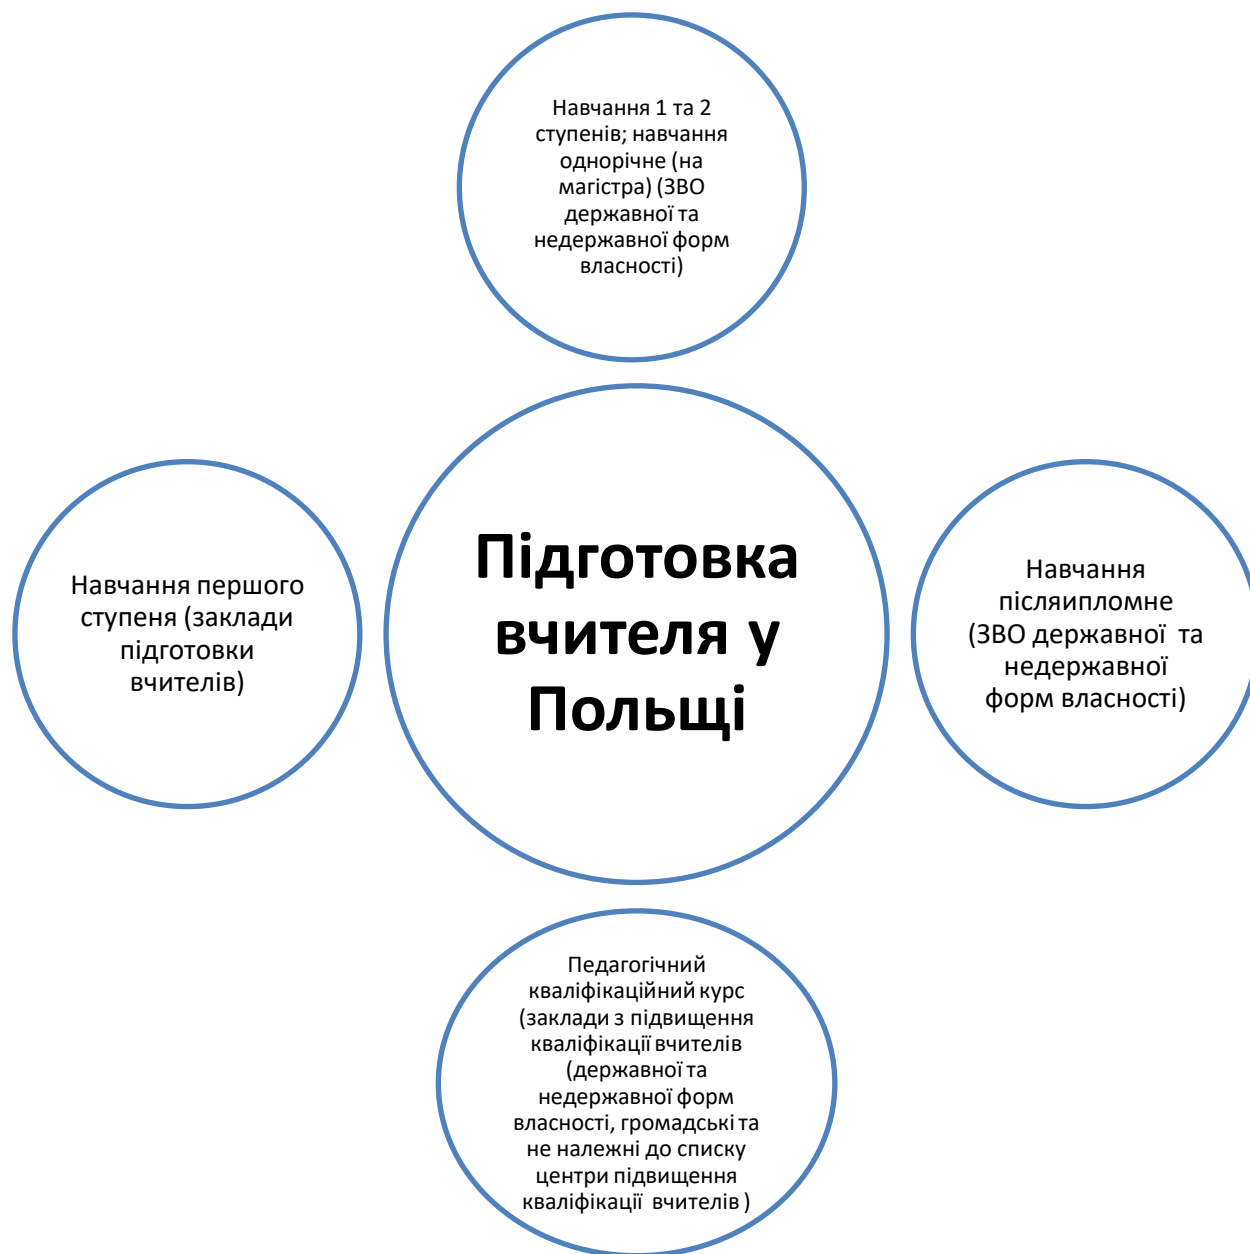 Навчання 1 та 2
ступенів; навчання
однорічне (на
магістра) (ЗВО
державної та
недержавної форм
власності)
Навчання першого
ступеня (заклади
підготовки
вчителів)
Підготовка
вчителя у
Польщі
Навчання
післяипломне
(ЗВО державної та
недержавної
форм власності)
Педагогічний
кваліфікаційний курс
(заклади з підвищення
кваліфікації вчителів
(державної та
недержавної форм
власності, громадські та
не належні до списку
центри підвищення
кваліфікації вчителів )